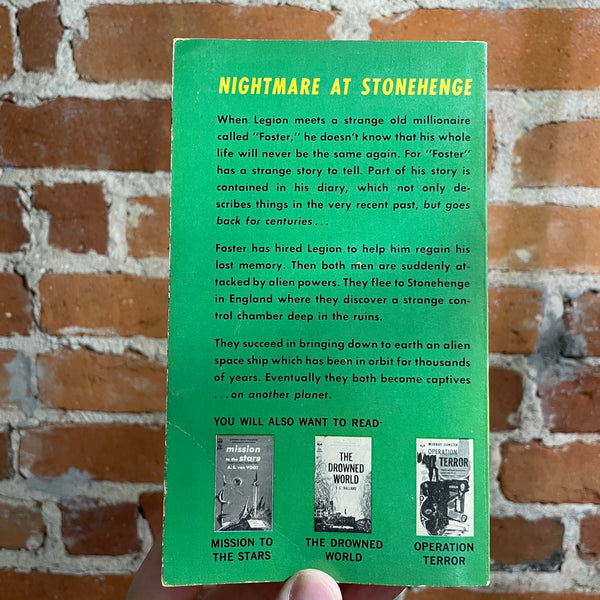 NIGHTMARE AT STONEHENGE
When Legion meets a strange old millionaire
called "Foster," he doesn't know that his whole
life will never be the same again. For "Foster"
has a strange story to tell. Part of his story is
contained in his diary, which not only de-
scribes things in the very recent past, but goes
back for centuries...
Foster has hired Legion to help him regain his
lost memory. Then both men are suddenly at-
tacked by alien powers. They flee to Stonehenge
in England where they discover a strange con-
trol chamber deep in the ruins.
They succeed in bringing down to earth an alien
space ship which has been in orbit for thousands
of years. Eventually they both become captives
...on another planet.
YOU WILL ALSO WANT TO READ-
mission
to the stars
A. E. van VOGT
THE
DROWNED
WORLD
J. G. BALLARD
MURRAY LEINSTER
OPERATION
TERROR
MISSION TO
THE STARS
THE DROWNED
WORLD
OPERATION
TERROR